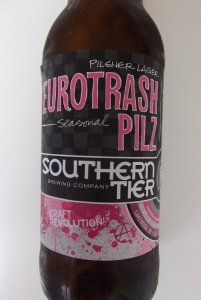 PILSNER-LAGER
EUROTRASH
seasonal
PILZ
SOUTHERN
BREWING COMPANY
TIER
CRAFT
REVOLUTION!